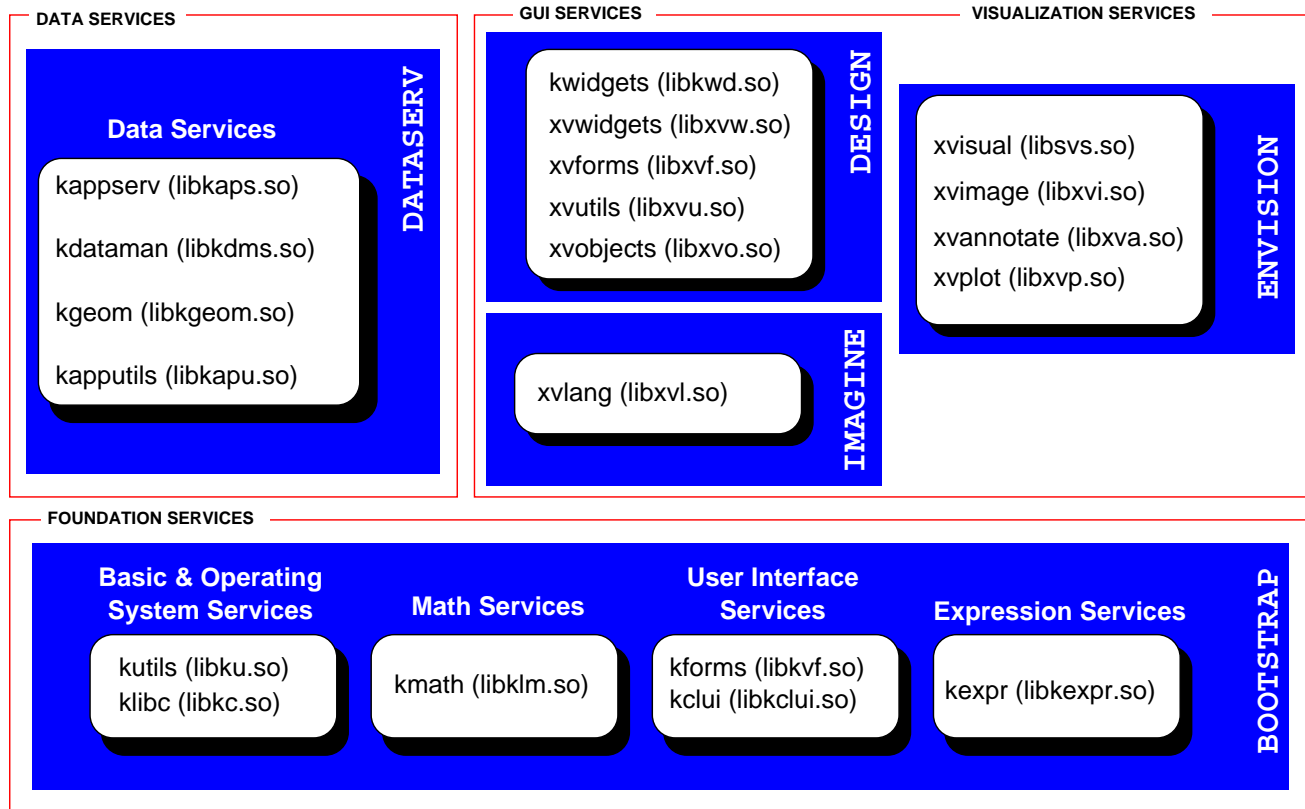 DATA SERVICES
Data Services
kappserv (libkaps.so)
kdataman (libkdms.so)
kgeom (libkgeom.so)
kapputils (libkapu.so)
DATASERV
GUI SERVICES
kwidgets (libkwd.so)
xvwidgets (libxvw.so)
xvforms (libxvf.so)
xvutils (libxvu.so)
xvobjects (libxvo.so)
DESIGN
xvlang (libxvl.so)
IMAGINE
VISUALIZATION SERVICES
xvisual (libsvs.so)
xvimage (libxvi.so)
xvannotate (libxva.so)
xvplot (libxvp.so)
ENVISION
FOUNDATION SERVICES
Basic & Operating
System Services
kutils (libku.so)
klibc (libkc.so)
Math Services
kmath (libklm.so)
User Interface
Services
kforms (libkvf.so)
kclui (libkclui.so)
Expression Services
kexpr (libkexpr.so)
BOOTSTRAP